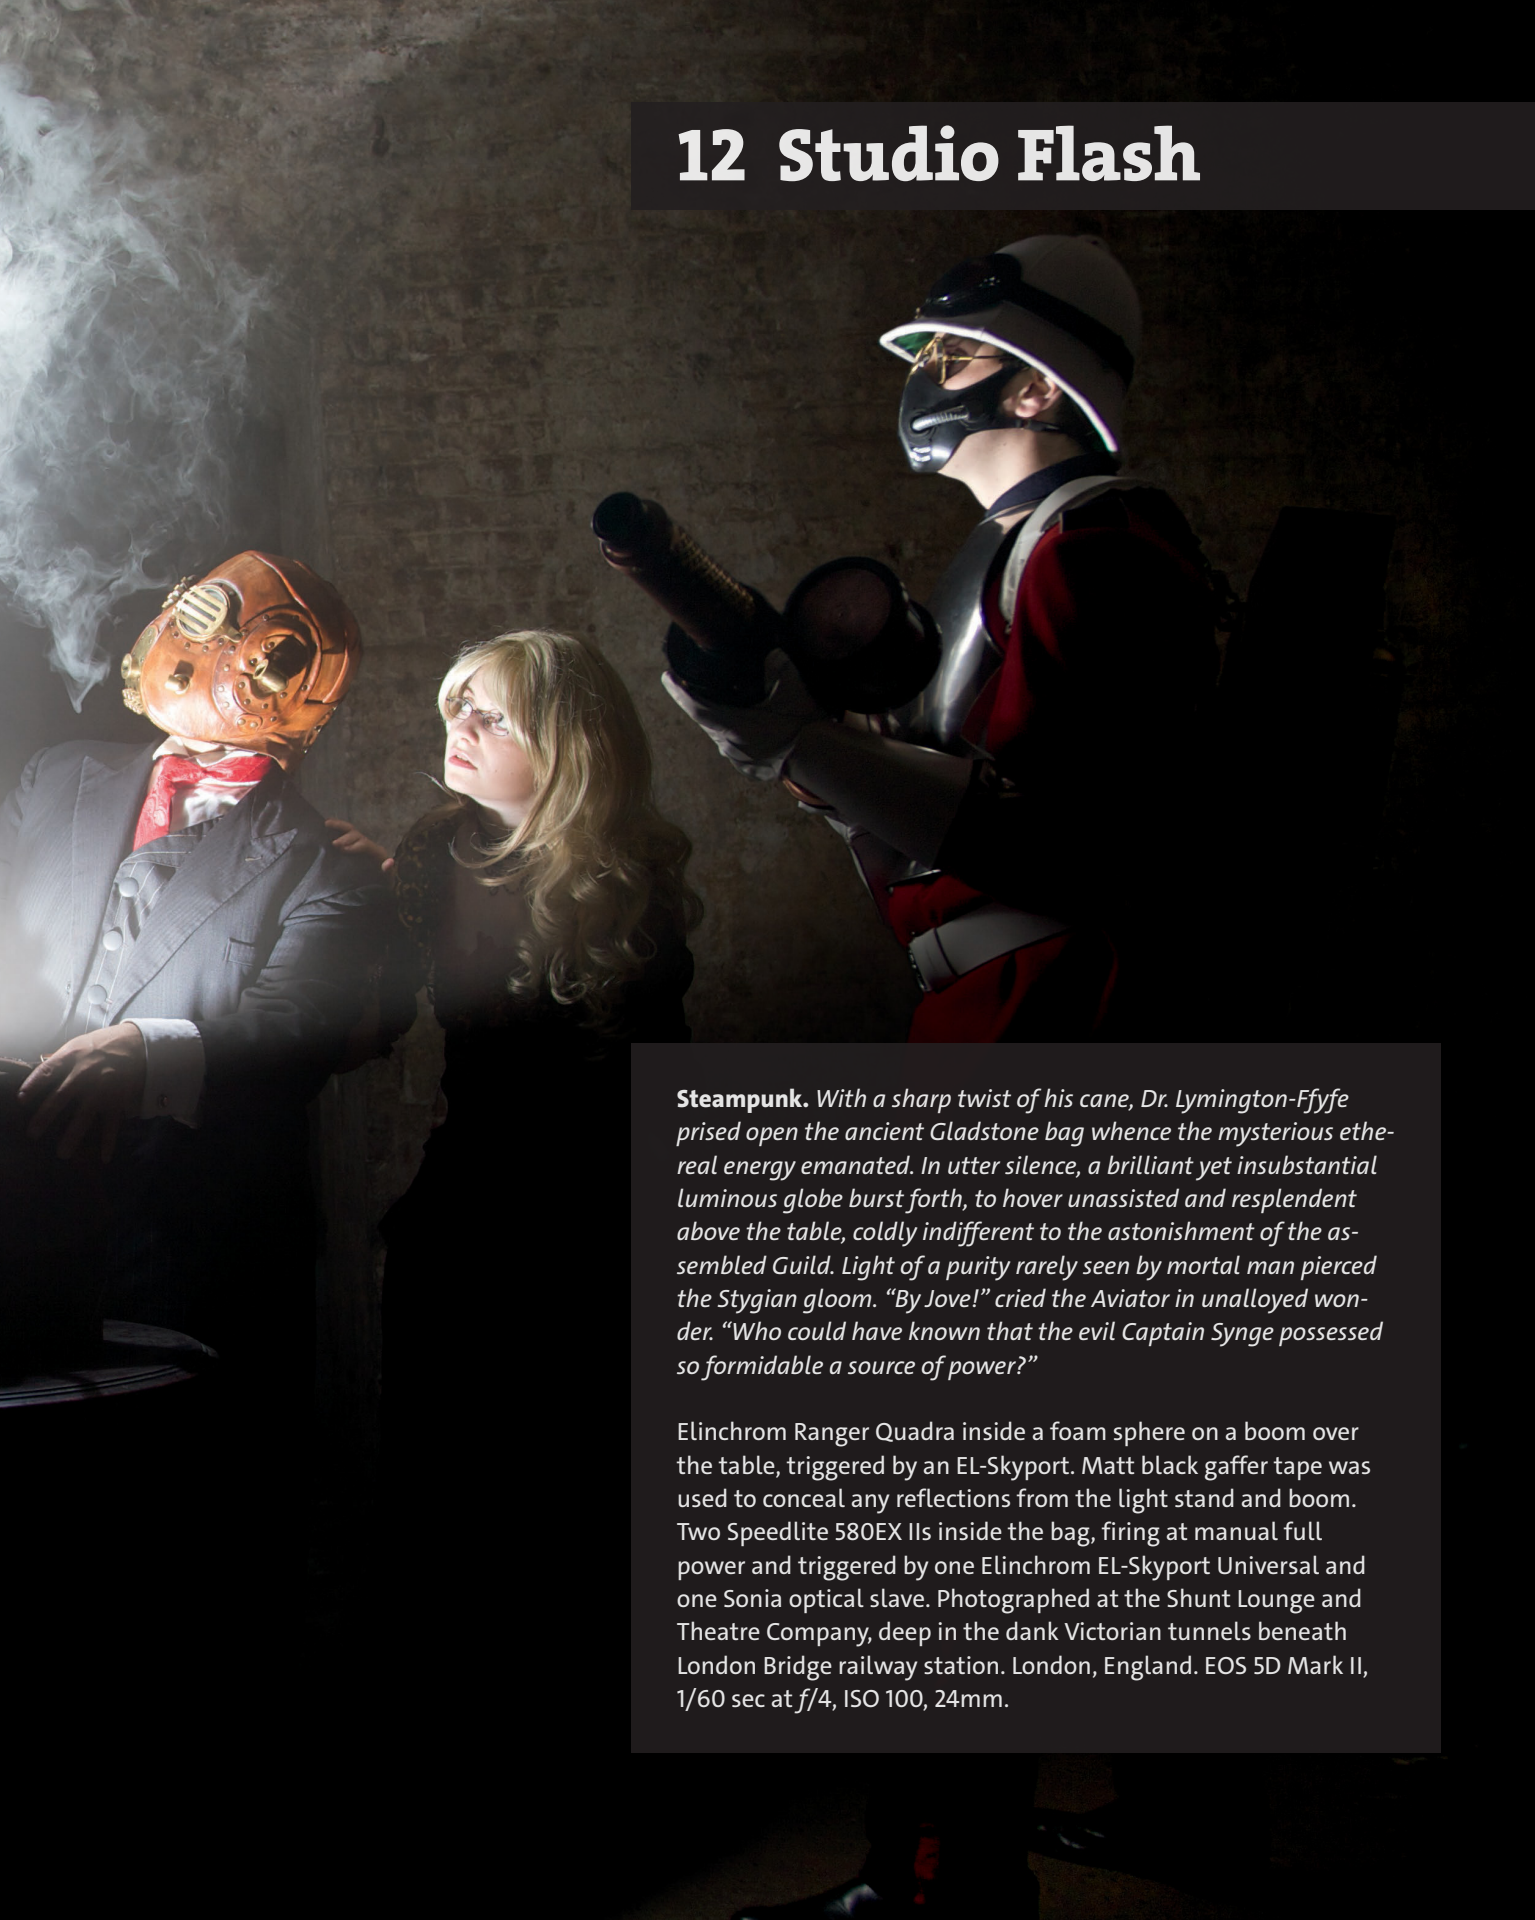 12 Studio Flash
Steampunk. With a sharp twist of his cane, Dr. Lymington-Ffyfe
prised open the ancient Gladstone bag whence the mysterious ethe-
real energy emanated. In utter silence, a brilliant yet insubstantial
luminous globe burst forth, to hover unassisted and resplendent
above the table, coldly indifferent to the astonishment of the as-
sembled Guild. Light of a purity rarely seen by mortal man pierced
the Stygian gloom. “By Jove!” cried the Aviator in unalloyed won-
der. “Who could have known that the evil Captain Synge possessed
so formidable a source of power?”
Elinchrom Ranger Quadra inside a foam sphere on a boom over
the table, triggered by an EL-Skyport. Matt black gaffer tape was
used to conceal any reflections from the light stand and boom.
Two Speedlite 580EX IIs inside the bag, firing at manual full
power and triggered by one Elinchrom EL-Skyport Universal and
one Sonia optical slave. Photographed at the Shunt Lounge and
Theatre Company, deep in the dank Victorian tunnels beneath
London Bridge railway station. London, England. EOS 5D Mark II,
1/60 sec at f/4, ISO 100, 24mm.